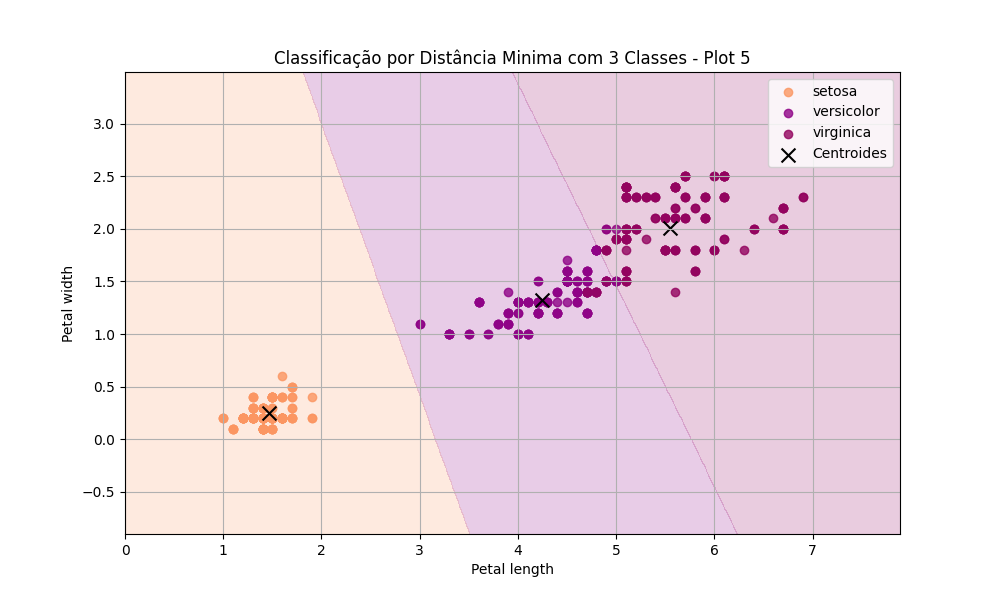 Classificação por Distância Minima com 3 Classes - Plot 5
setosa
versicolor
virginica
Centroides
Petal width
3.0
2.5
2.0
1.5
1.0
0.5
0.0
−0.5
0 1 2 3 4 5 6 7
Petal length